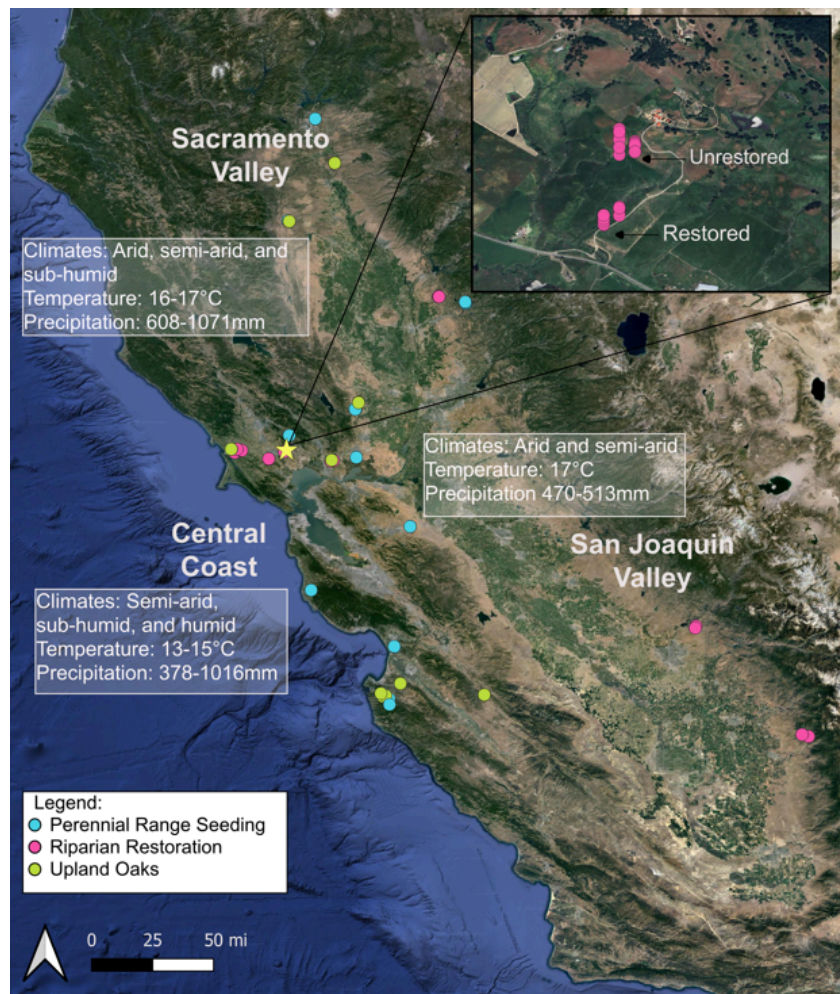 Sacramento
Valley
Unrestored
Restored
Climates: Arid, semi-arid, and
sub-humid
Temperature: 16-17°C
Precipitation: 608-1071mm
Climates: Arid and semi-arid
Temperature: 17°C
Precipitation 470-513mm
Central
Coast
San Joaquin
Valley
Climates: Semi-arid,
sub-humid, and humid
Temperature: 13-15°C
Precipitation: 378-1016mm
Legend:
Perennial Range Seeding
Riparian Restoration
Upland Oaks
0 25 50 mi